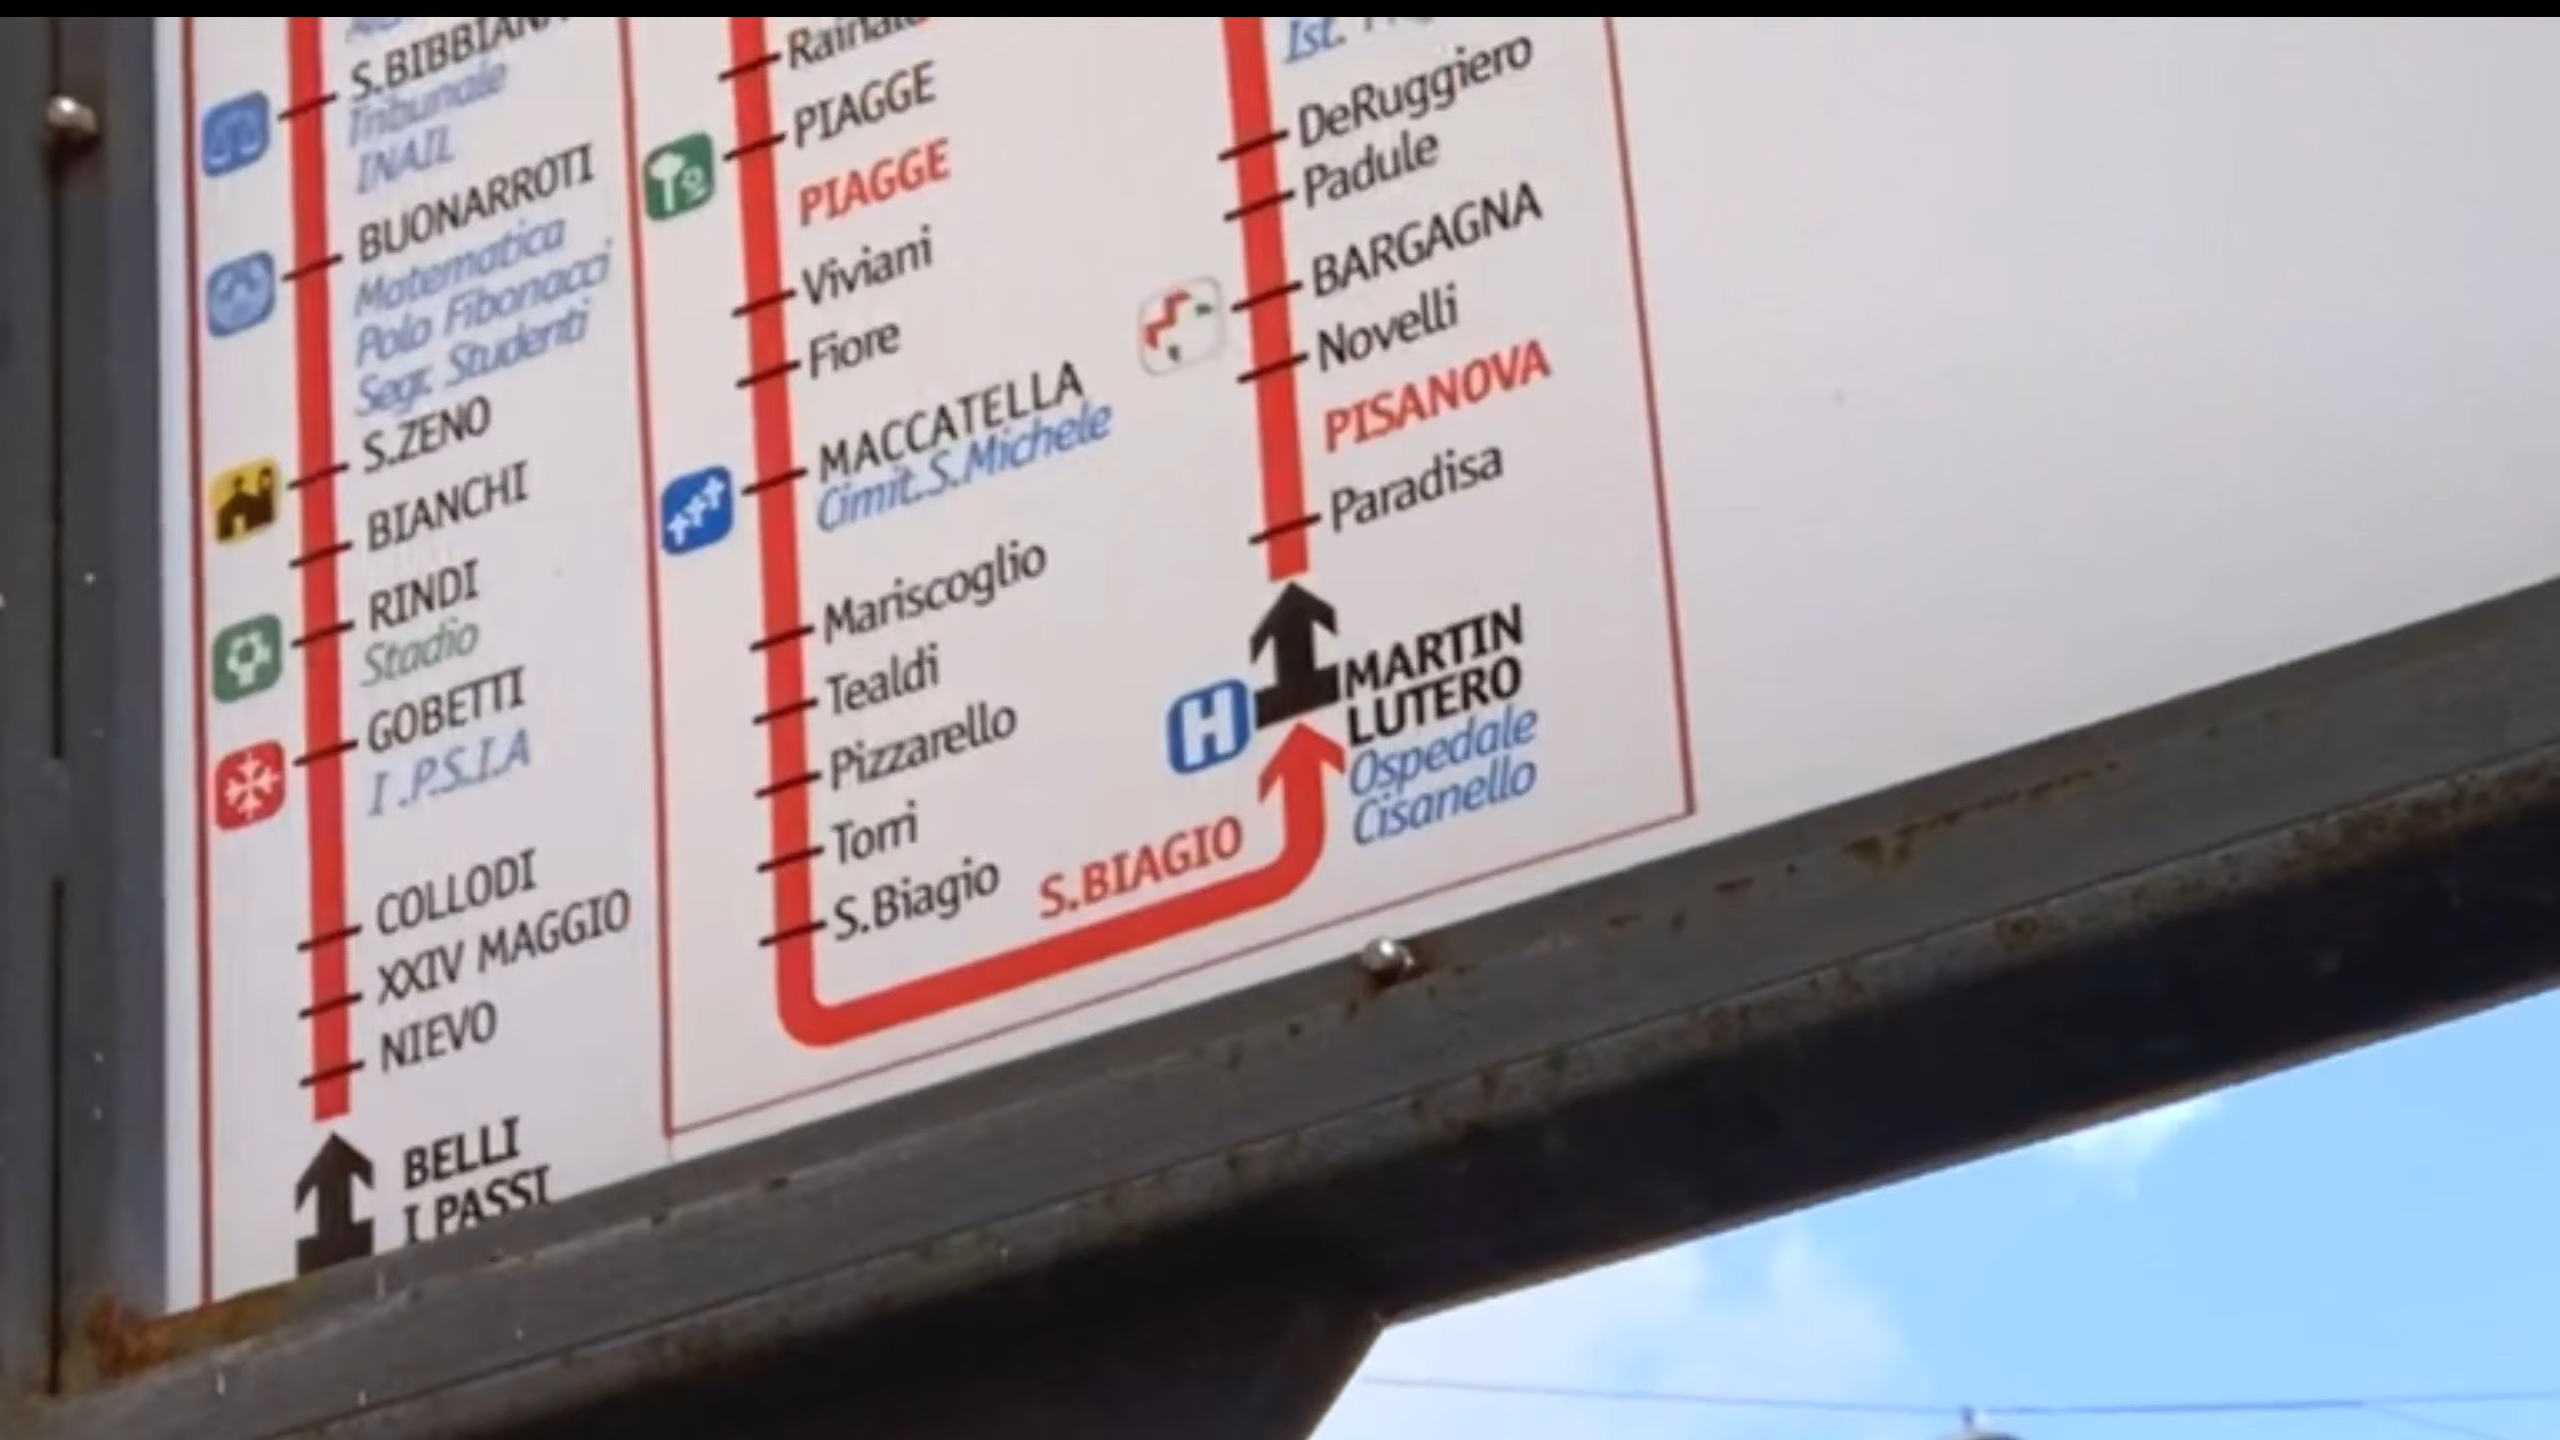 S.BIBBIANA
Tribunale
INAIL
BUONARROTI
Matematica
Polo Fibonacci
Segr. Studenti
S.ZENO
BIANCHI
RINDI
Stadio
GOBETTI
I .P.S.I.A
COLLODI
XXIV MAGGIO
NIEVO
BELLI
I PASSI
PIAGGE
PIAGGE
Viviani
Fiore
MACCATELLA
Cimit.S.Michele
Mariscoglio
Tealdi
Pizzarello
Torri
S.Biagio
S.BIAGIO
Ist.
DeRuggiero
Padule
BARGAGNA
Novelli
PISANOVA
Paradisa
H
MARTIN
LUTERO
Ospedale
Cisanello